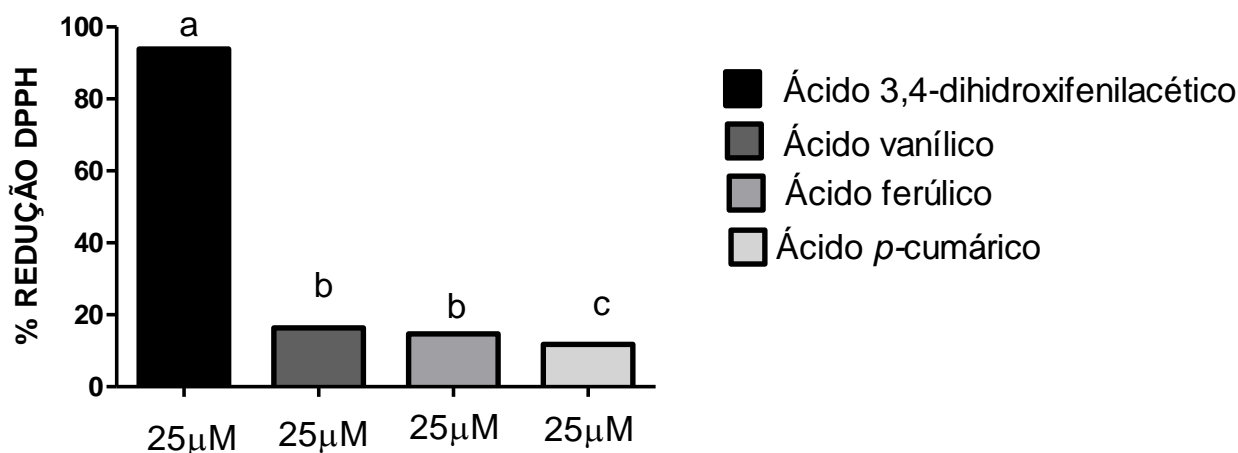 % REDUÇÃO DPPH
100
80
60
40
20
0
a
b
b
c
25µM
25µM
25µM
25µM
Ácido 3,4-dihidroxifenilacético
Ácido vanílico
Ácido ferúlico
Ácido p-cumárico